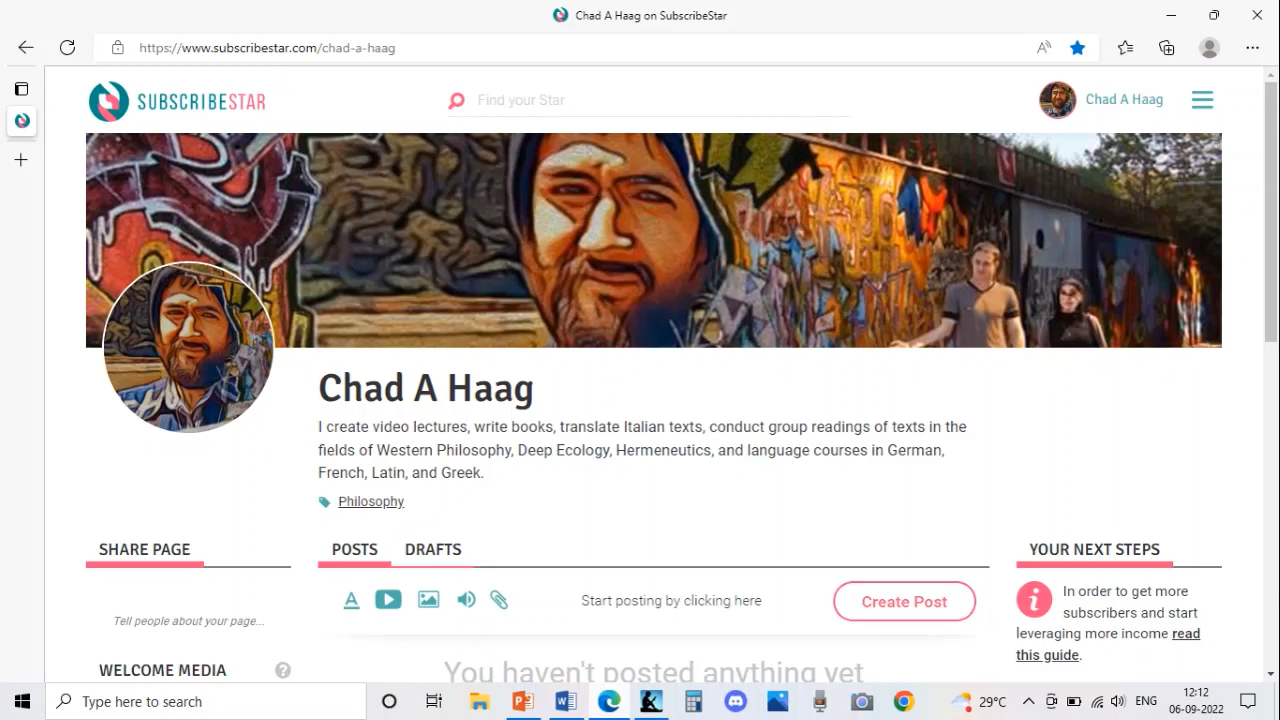 Chad A Haag on SubscribeStar
https://www.subscribestar.com/chad-a-haag
SUBSCRIBESTAR
Find your Star
Chad A Haag
Chad A Haag
I create video lectures, write books, translate Italian texts, conduct group readings of texts in the
fields of Western Philosophy, Deep Ecology, Hermeneutics, and language courses in German,
French, Latin, and Greek.
Philosophy
SHARE PAGE
Tell people about your page...
WELCOME MEDIA
POSTS DRAFTS
Start posting by clicking here
Create Post
You haven't posted anything yet
YOUR NEXT STEPS
In order to get more
subscribers and start
leveraging more income read
this guide.
Type here to search
29°C
ENG
12:12
06-09-2022